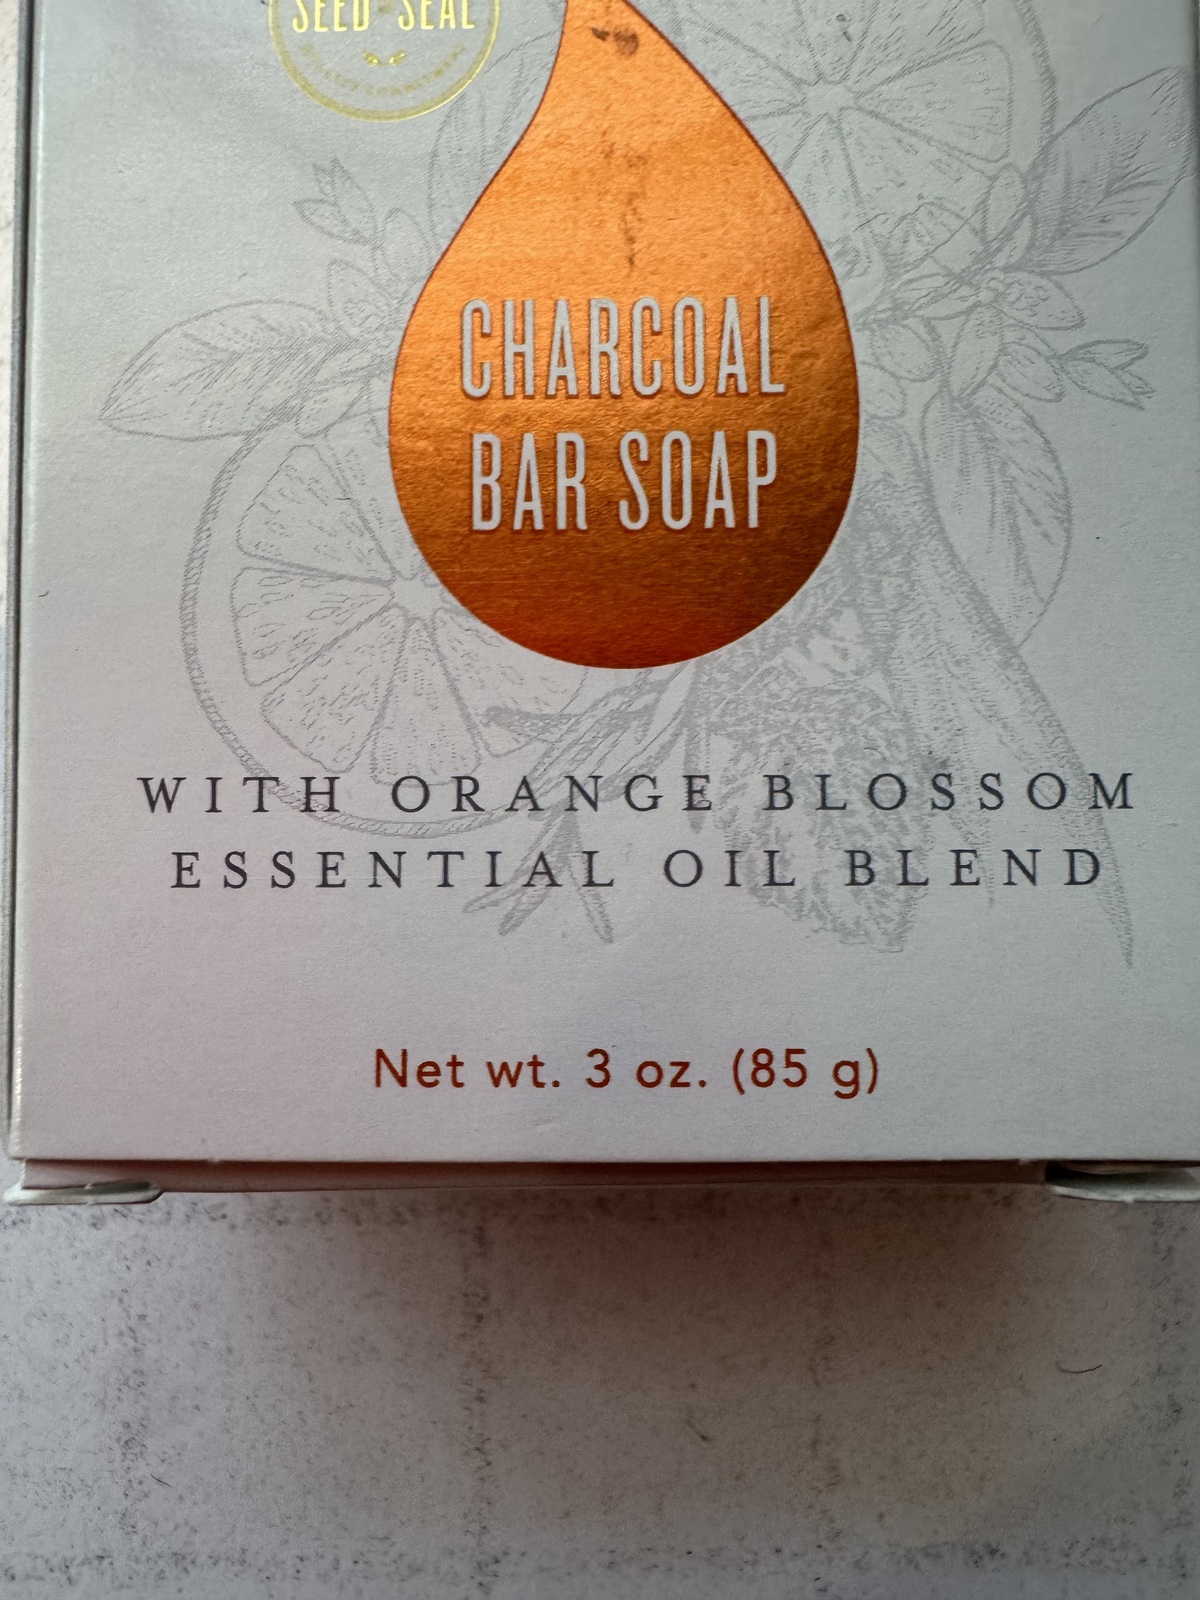 SEED SEAL
CHARCOAL
BAR SOAP
WITH ORANGE BLOSSOM
ESSENTIAL OIL BLEND
Net wt. 3 oz. (85 g)